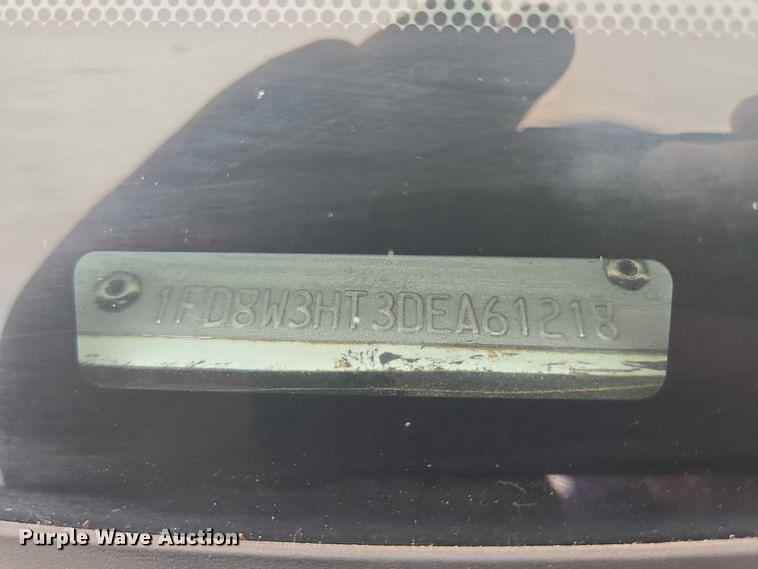 1FD8W3HT3DEA61218
Purple Wave Auction